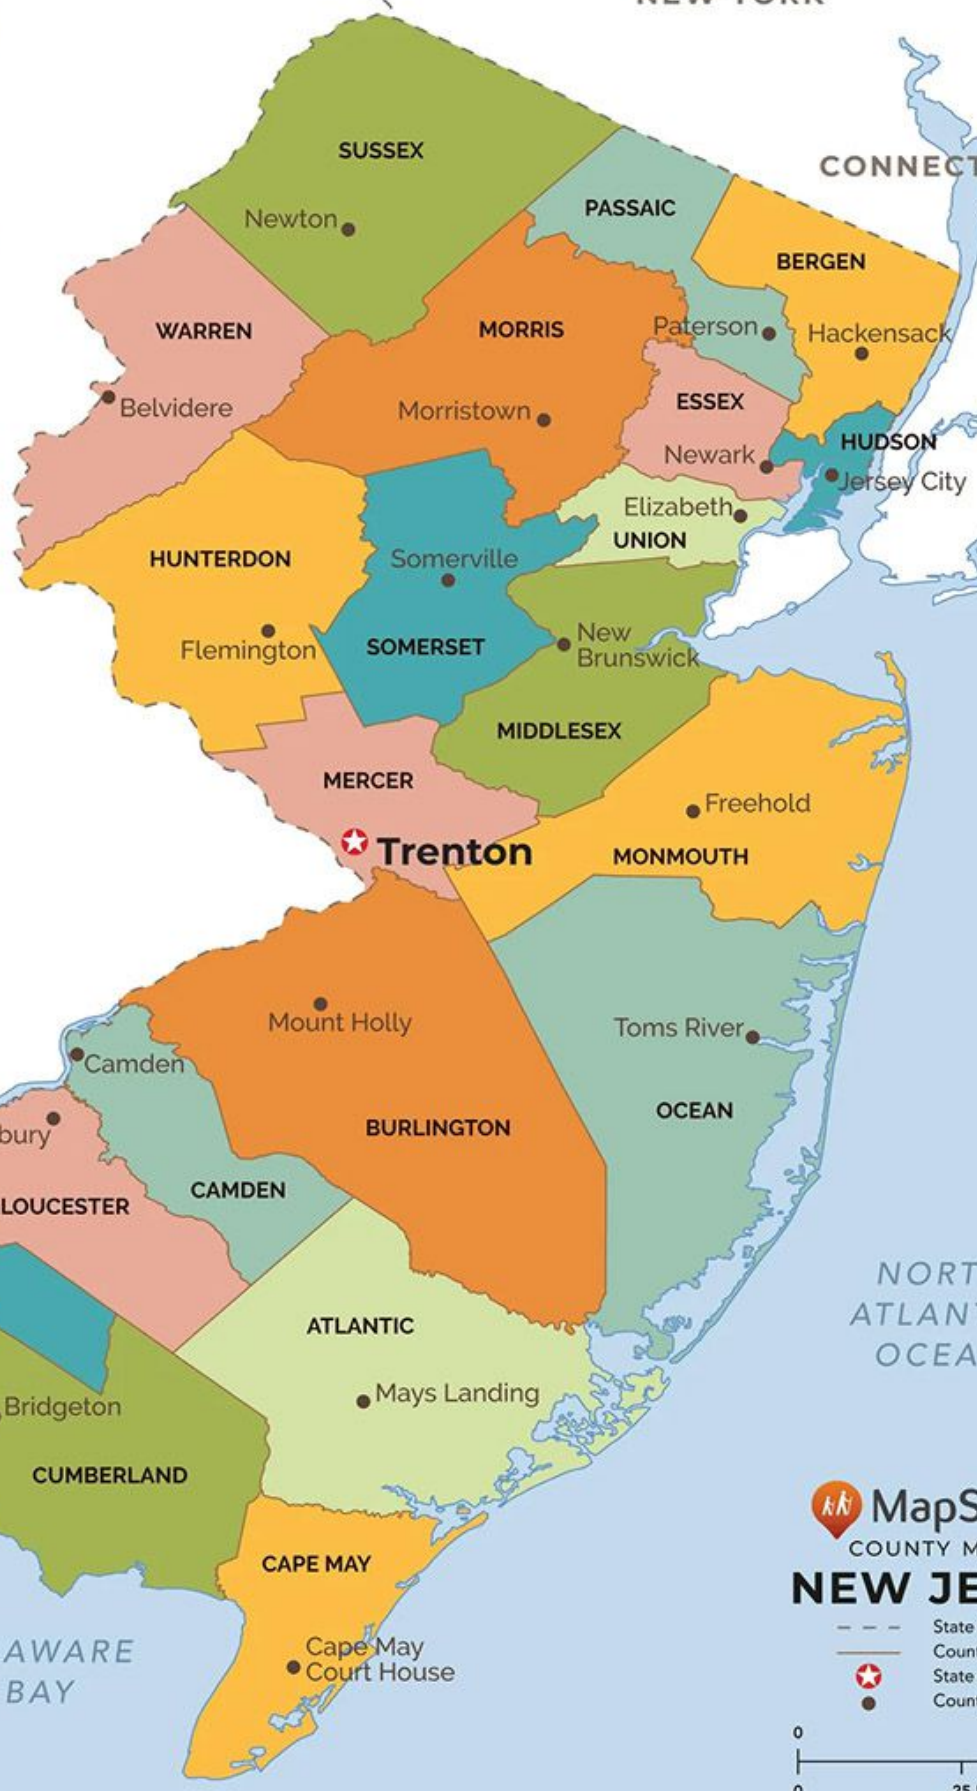 NEW YORK
CONNECT
SUSSEX
Newton
PASSAIC
BERGEN
WARREN
MORRIS
Paterson
Hackensack
Belvidere
Morristown
ESSEX
Newark
HUDSON
Jersey City
Elizabeth
UNION
HUNTERDON
Somerville
Flemington
SOMERSET
New
Brunswick
MIDDLESEX
MERCER
Freehold
Trenton
MONMOUTH
Mount Holly
Toms River
Camden
OCEAN
BURLINGTON
bury
CAMDEN
LOUCESTER
NORT
ATLAN
OCEA
ATLANTIC
Mays Landing
Bridgeton
CUMBERLAND
CAPE MAY
Cape May
Court House
AWARE
BAY
MapS
COUNTY M
NEW JE
State
Coun
State
Coun
0
0